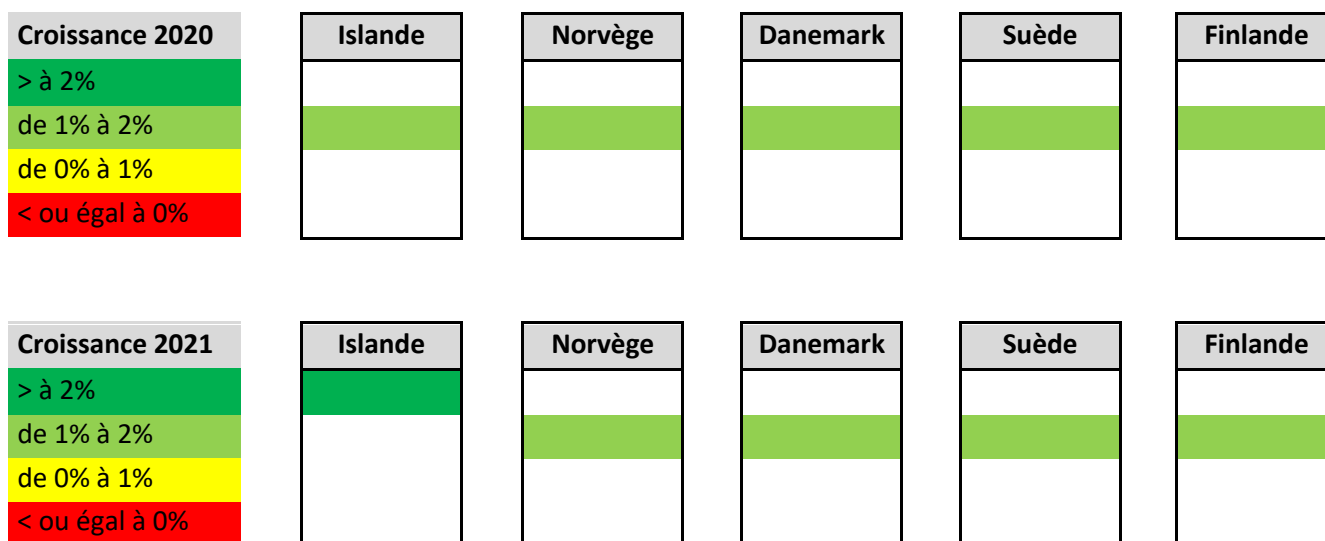 Croissance 2020 Islande Norvège Danemark Suède Finlande
> à 2%
de 1% à 2%
de 0% à 1%
< ou égal à 0%
Croissance 2021 Islande Norvège Danemark Suède Finlande
> à 2%
de 1% à 2%
de 0% à 1%
< ou égal à 0%